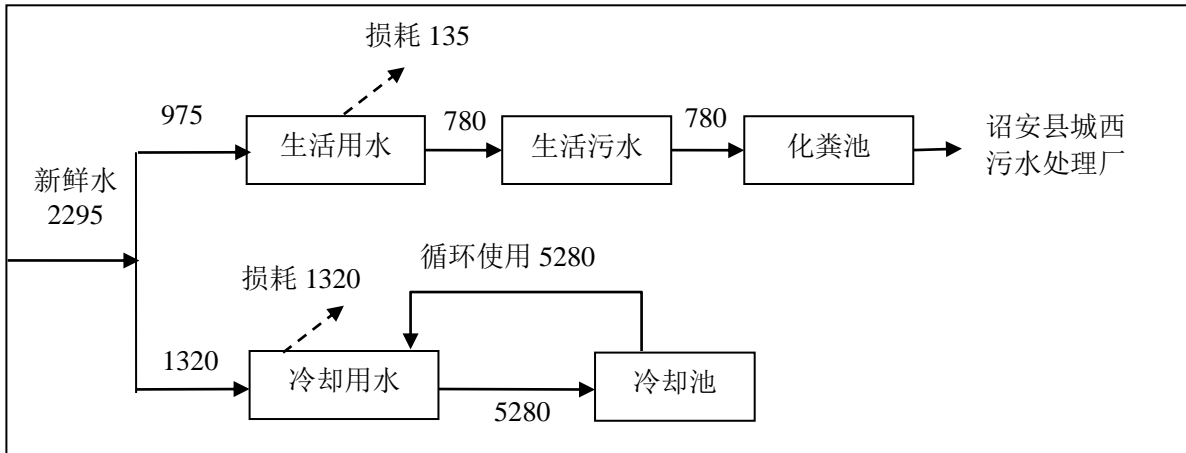 损耗 135
975
生活用水
780
生活污水
780
化粪池
诏安县城西
污水处理厂
新鲜水
2295
循环使用 5280
损耗 1320
1320
冷却用水
5280
冷却池